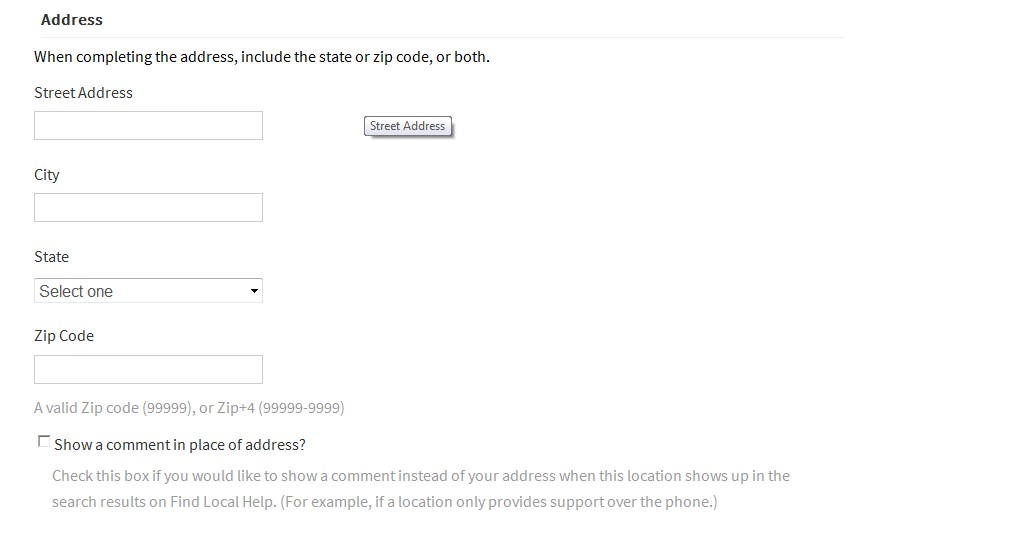 Address
When completing the address, include the state or zip code, or both.
Street Address
Street Address
City
State
Select one
Zip Code
A valid Zip code (99999), or Zip+4 (99999-9999)
Show a comment in place of address?
Check this box if you would like to show a comment instead of your address when this location shows up in the
search results on Find Local Help. (For example, if a location only provides support over the phone.)